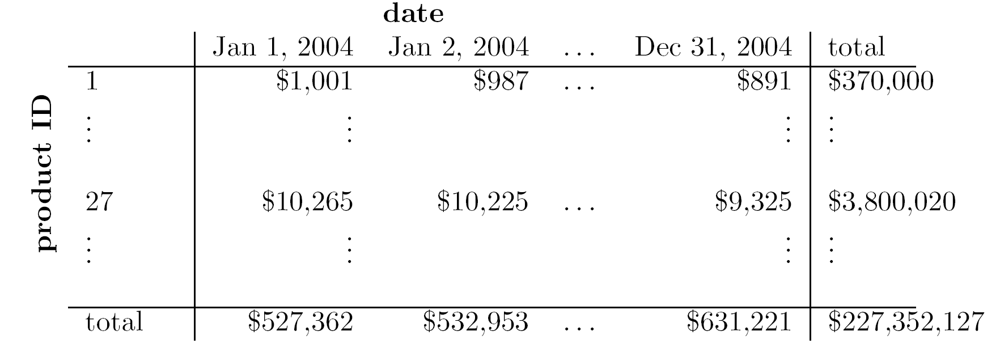 date
Jan 1, 2004 Jan 2, 2004 ... Dec 31, 2004 total
product ID
1 $1,001 $987 ... $891 $370,000
⋮ ⋮ ⋮ ⋮
27 $10,265 $10,225 ... $9,325 $3,800,020
⋮ ⋮ ⋮ ⋮
total $527,362 $532,953 ... $631,221 $227,352,127